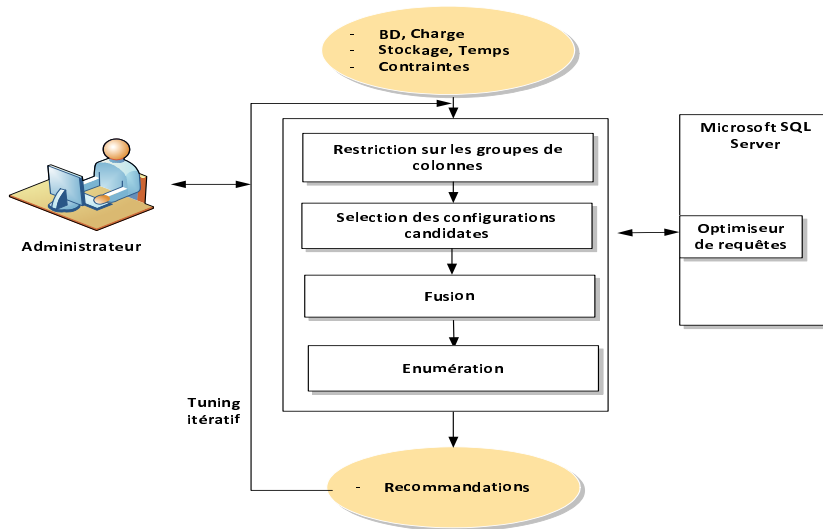 - BD, Charge
- Stockage, Temps
- Contraintes
Microsoft SQL
Server
Restriction sur les groupes de
colonnes
Selection des configurations
candidates
Optimiseur
de requêtes
Administrateur
Fusion
Enumération
Tuning
itératif
- Recommandations